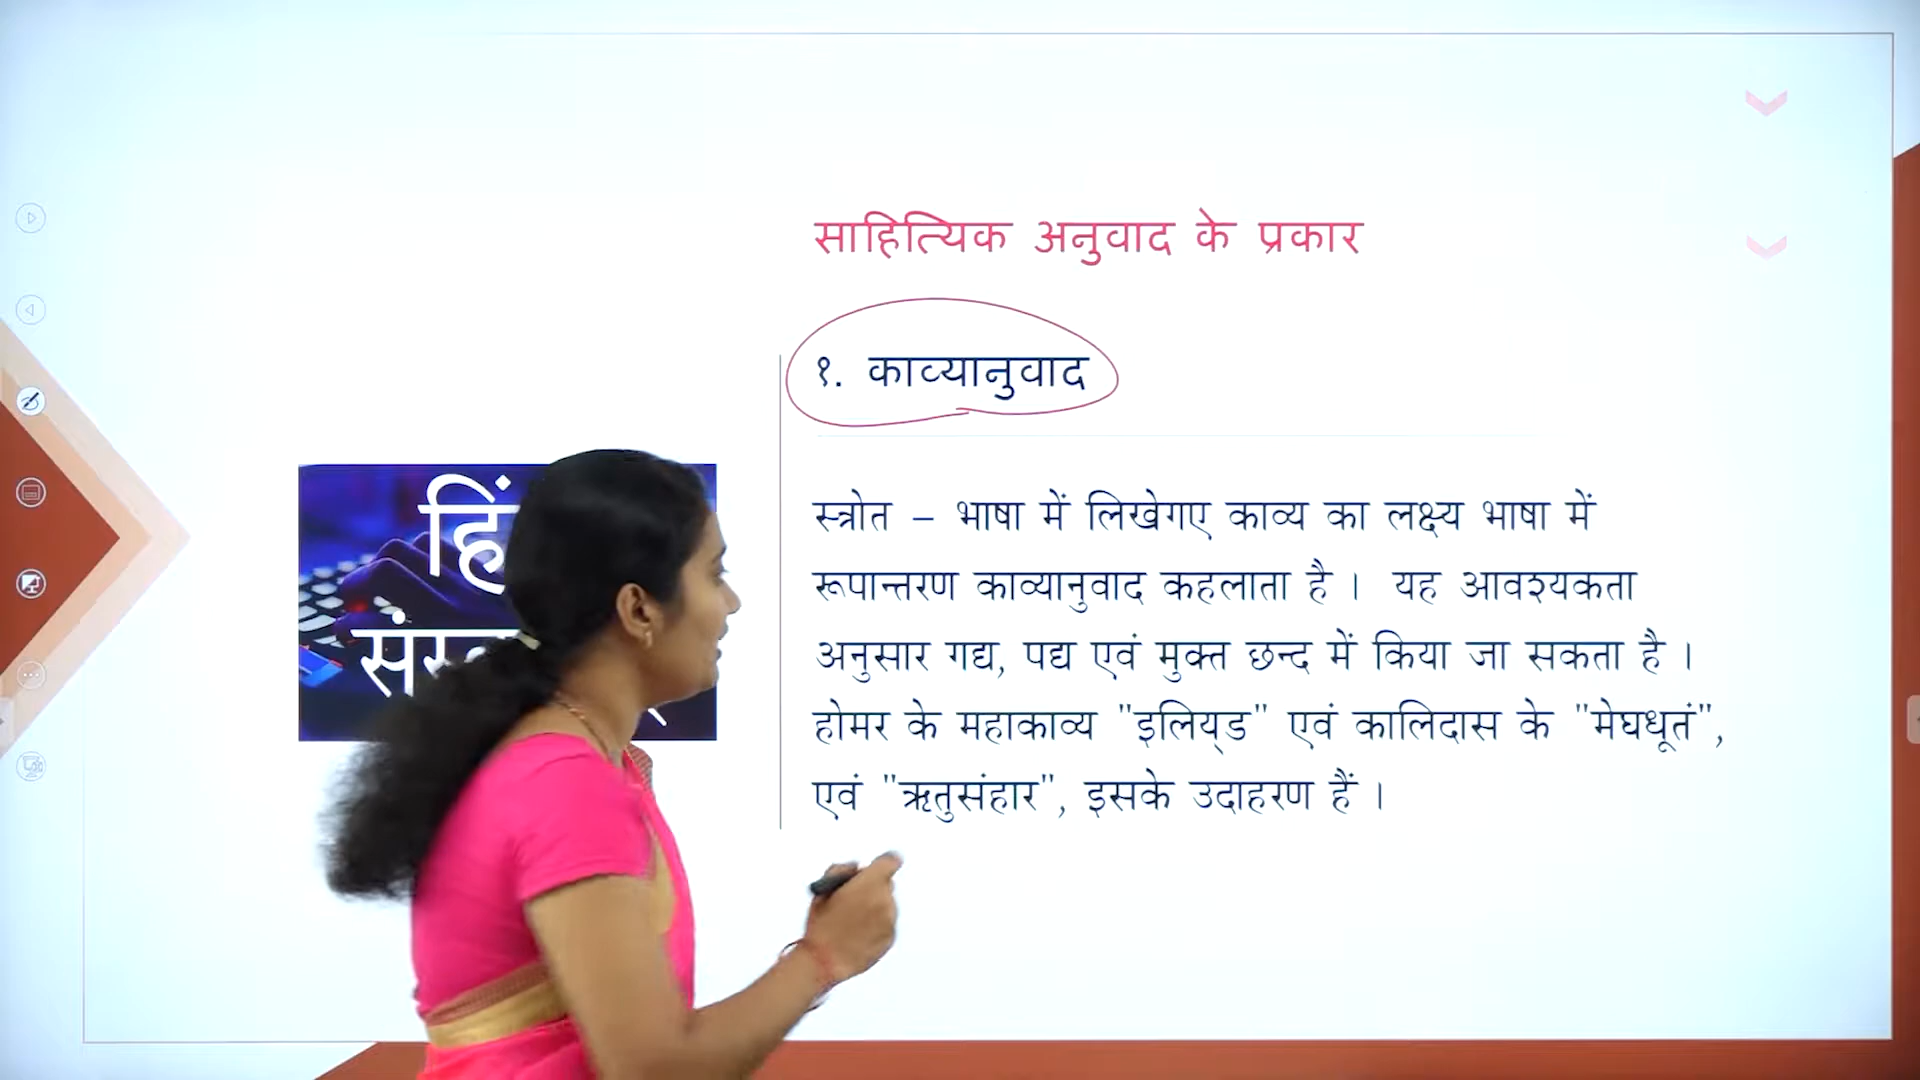 साहित्यिक अनुवाद के प्रकार
१. काव्यानुवाद
स्त्रोत – भाषा में लिखेगए काव्य का लक्ष्य भाषा में
रूपान्तरण काव्यानुवाद कहलाता है । यह आवश्यकता
अनुसार गद्य, पद्य एवं मुक्त छन्द में किया जा सकता है ।
होमर के महाकाव्य "इलिय्ड" एवं कालिदास के "मेघधूतं",
एवं "ऋतुसंहार", इसके उदाहरण हैं ।